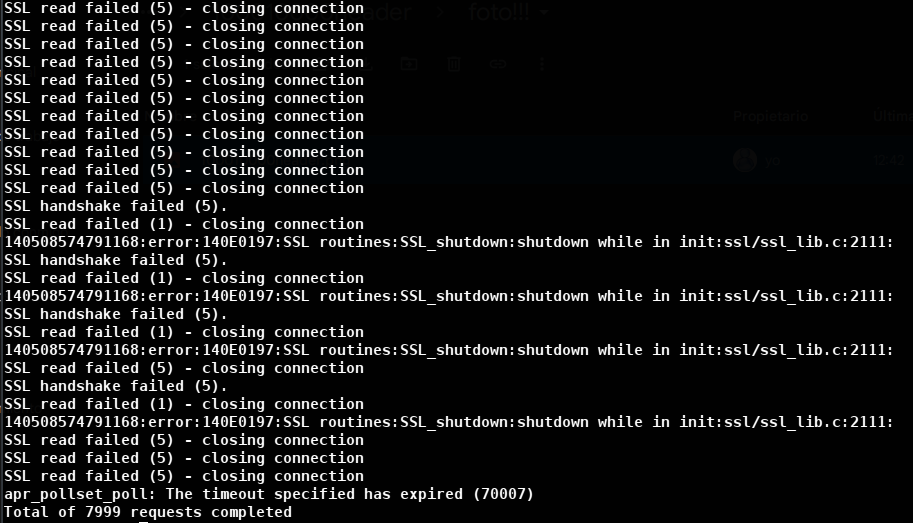 ader > foto!!!
SSL read failed (5) - closing connection
SSL read failed (5) - closing connection
SSL read failed (5) - closing connection
SSL read failed (5) - closing connection
SSL read failed (5) - closing connection
SSL read failed (5) - closing connection
SSL read failed (5) - closing connection
Propietario
SSL read failed (5) - closing connection
SSL read failed (5) - closing connection
yo 12:42
SSL read failed (5) - closing connection
SSL read failed (5) - closing connection
SSL handshake failed (5).
SSL read failed (1) - closing connection
140508574791168:error:140E0197:SSL routines:SSL_shutdown:shutdown while in init:ssl/ssl_lib.c:2111:
SSL handshake failed (5).
SSL read failed (1) - closing connection
140508574791168:error:140E0197:SSL routines:SSL_shutdown:shutdown while in init:ssl/ssl_lib.c:2111:
SSL handshake failed (5).
SSL read failed (1) - closing connection
140508574791168:error:140E0197:SSL routines:SSL_shutdown:shutdown while in init:ssl/ssl_lib.c:2111:
SSL read failed (5) - closing connection
SSL handshake failed (5).
SSL read failed (1) - closing connection
140508574791168:error:140E0197:SSL routines:SSL_shutdown:shutdown while in init:ssl/ssl_lib.c:2111:
SSL read failed (5) - closing connection
SSL read failed (5) - closing connection
SSL read failed (5) - closing connection
apr_pollset_poll: The timeout specified has expired (70007)
Total of 7999 requests completed